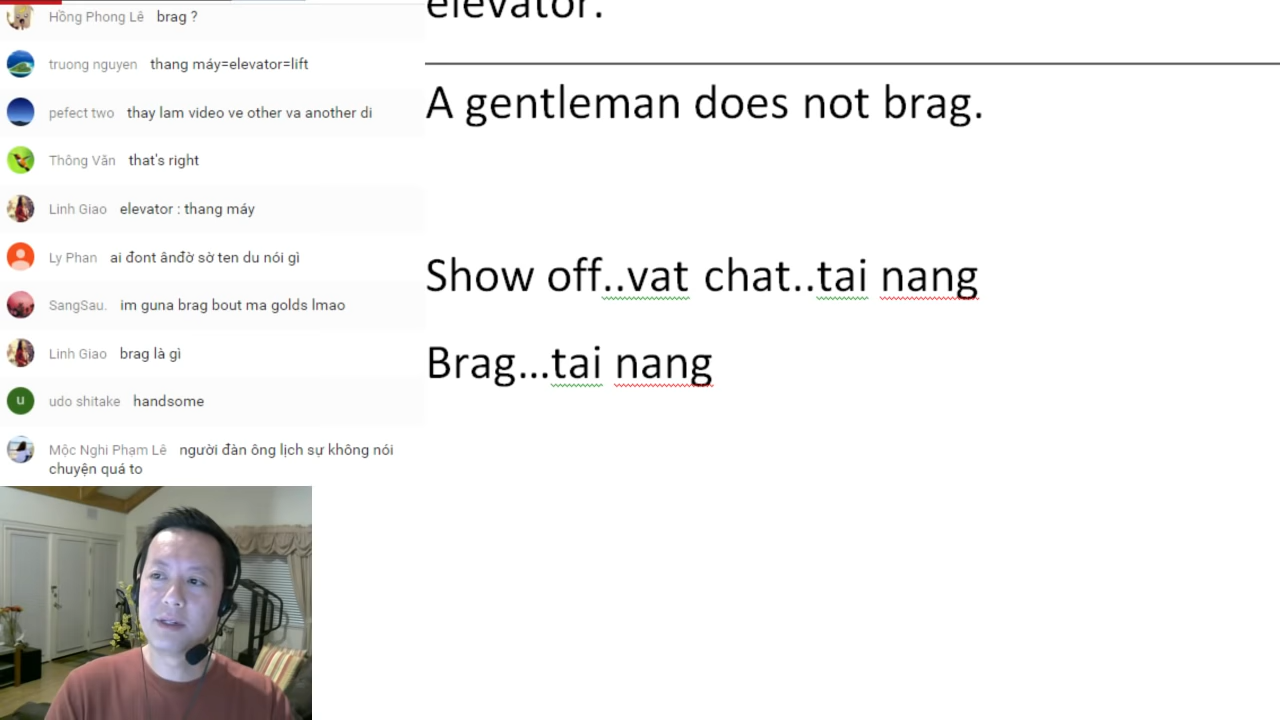 Hồng Phong Lê brag ?
truong nguyen thang máy=elevator=lift
pefect two thay lam video ve other va another di
Thông Văn that's right
Linh Giao elevator : thang máy
Ly Phan ai đont ânđờ sờ ten du nói gì
SangSau. im guna brag bout ma golds lmao
Linh Giao brag là gì
u
udo shitake handsome
Mộc Nghi Phạm Lê người đàn ông lịch sự không nói
chuyện quá to
elevator.
A gentleman does not brag.
Show off..vat chat..tai nang
Brag...tai nang